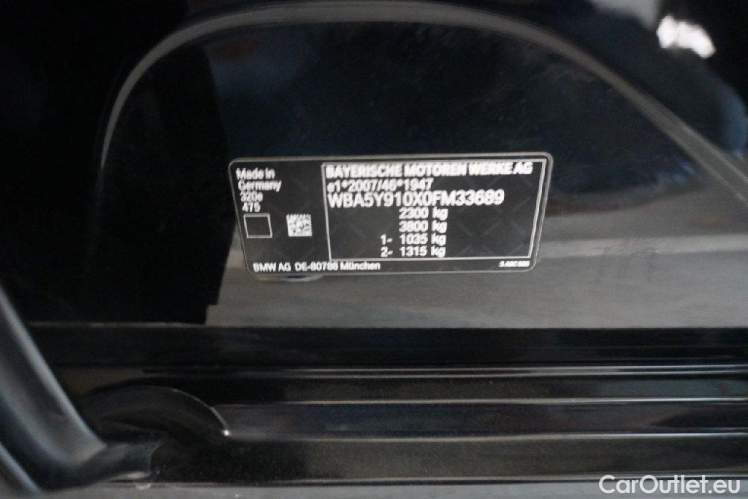 BAYERISCHE MOTOREN WERKE AG
e1*2007/46*1947
WBA5Y910X0FM33689
2300 kg
3800 kg
1- 1035 kg
2- 1315 kg
Made in
Germany
320e
475
BMW AG DE-80788 München
CarOutlet.eu